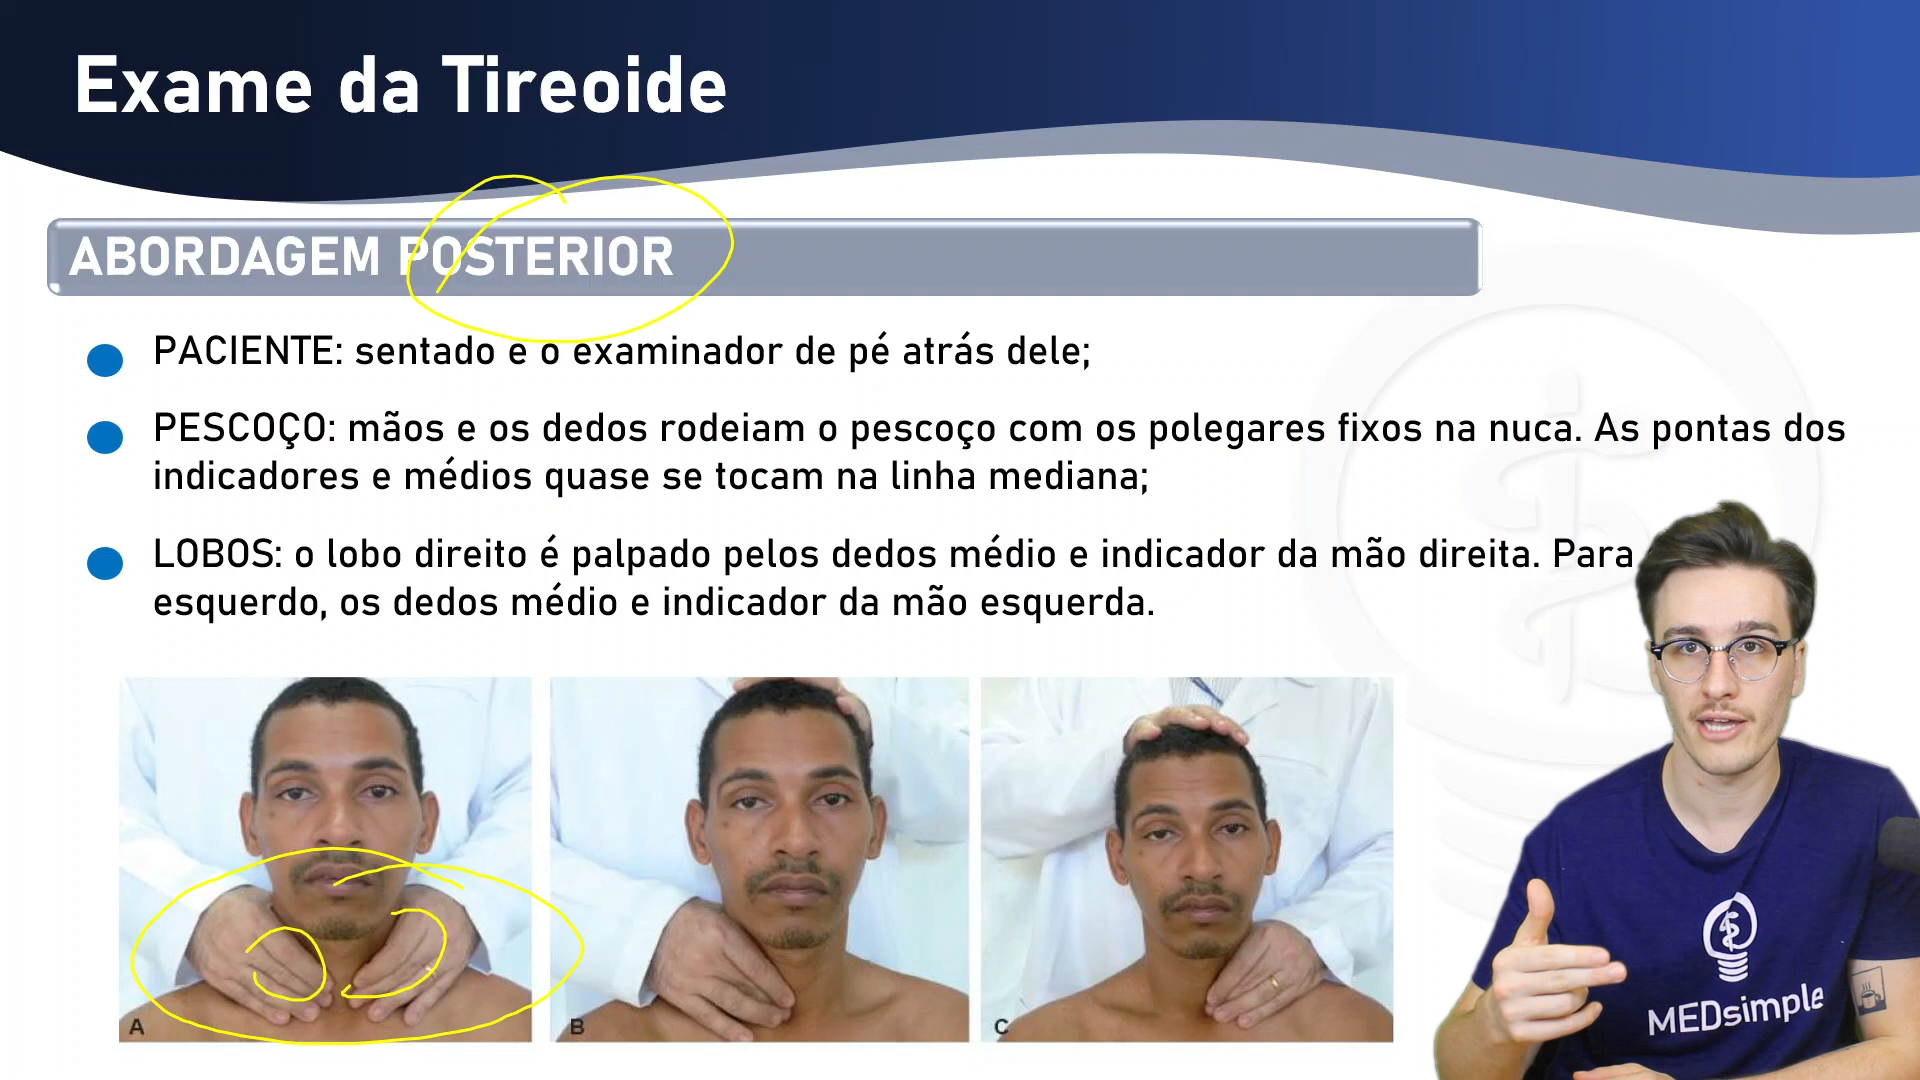 Exame da Tireoide
ABORDAGEM POSTERIOR
PACIENTE: sentado e o examinador de pé atrás dele;
PESCOÇO: mãos e os dedos rodeiam o pescoço com os polegares fixos na nuca. As pontas dos
indicadores e médios quase se tocam na linha mediana;
LOBOS: o lobo direito é palpado pelos dedos médio e indicador da mão direita. Para
esquerdo, os dedos médio e indicador da mão esquerda.
A
B
C
MEDsimple